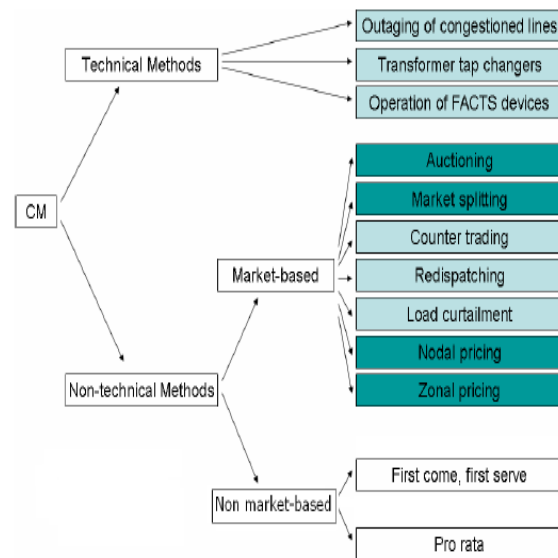 Outaging of congestioned lines
Technical Methods
Transformer tap changers
Operation of FACTS devices
Auctioning
Market splitting
CM
Counter trading
Market-based
Redispatching
Load curtailment
Nodal pricing
Non-technical Methods
Zonal pricing
First come, first serve
Non market-based
Pro rata